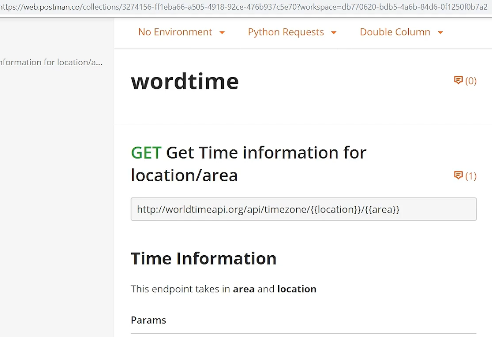 https://web.postman.co/collections/3274156-ff1eba66-a505-4918-92ce-476b937c5e70?workspace=db770620-bdb5-4a6b-84d6-0f1250f0b7a2
No Environment Python Requests Double Column
nformation for location/a...
wordtime
(0)
GET Get Time information for
location/area
(1)
http://worldtimeapi.org/api/timezone/{{location}}/{{area}}
Time Information
This endpoint takes in area and location
Params